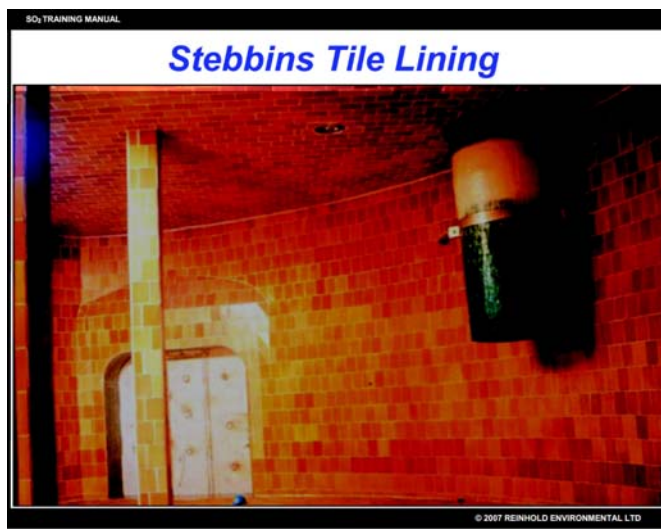 SO₂ TRAINING MANUAL
Stebbins Tile Lining
© 2007 REINHOLD ENVIRONMENTAL LTD